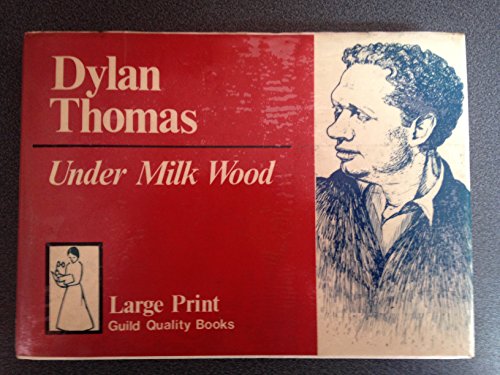 Dylan
Thomas
Under Milk Wood
Large Print
Guild Quality Books